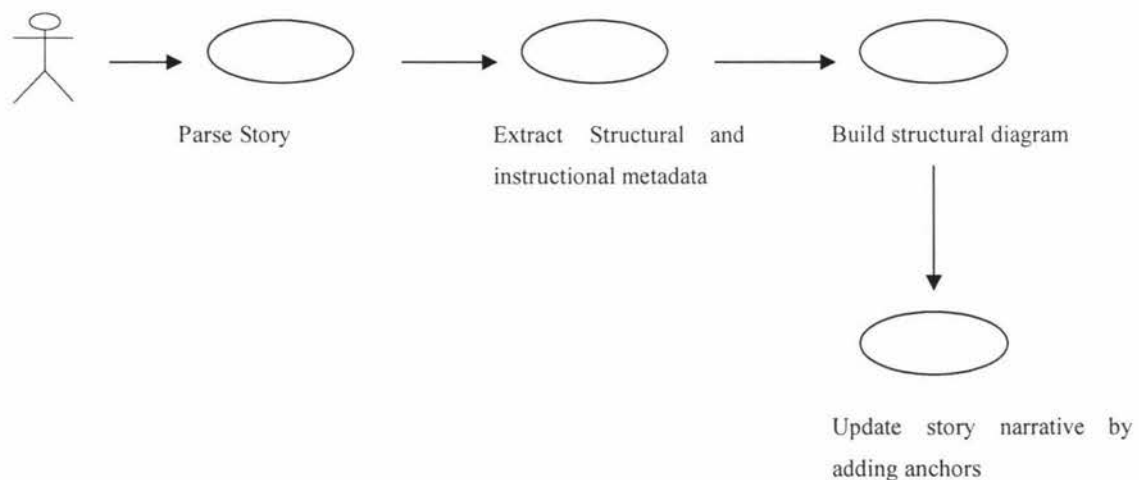 Parse Story
Extract Structural and
instructional metadata
Build structural diagram
Update story narrative by
adding anchors